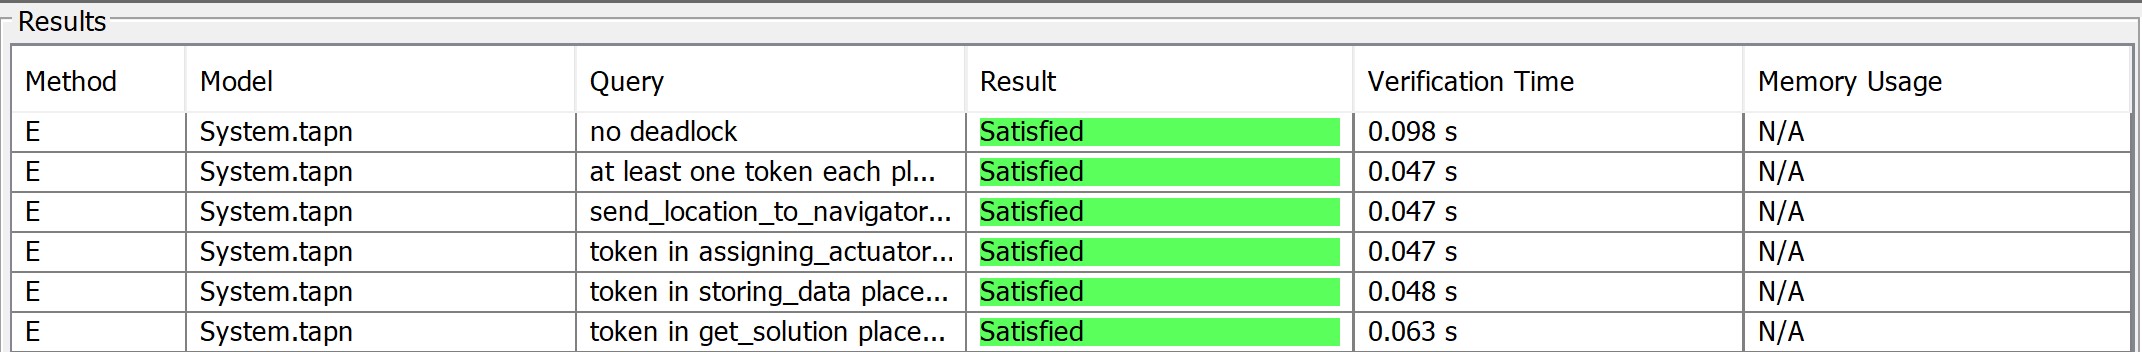 Results
Method Model Query Result Verification Time Memory Usage
E System.tapn no deadlock Satisfied 0.098 s N/A
E System.tapn at least one token each pl... Satisfied 0.047 s N/A
E System.tapn send_location_to_navigator... Satisfied 0.047 s N/A
E System.tapn token in assigning_actuator... Satisfied 0.047 s N/A
E System.tapn token in storing_data place... Satisfied 0.048 s N/A
E System.tapn token in get_solution place... Satisfied 0.063 s N/A